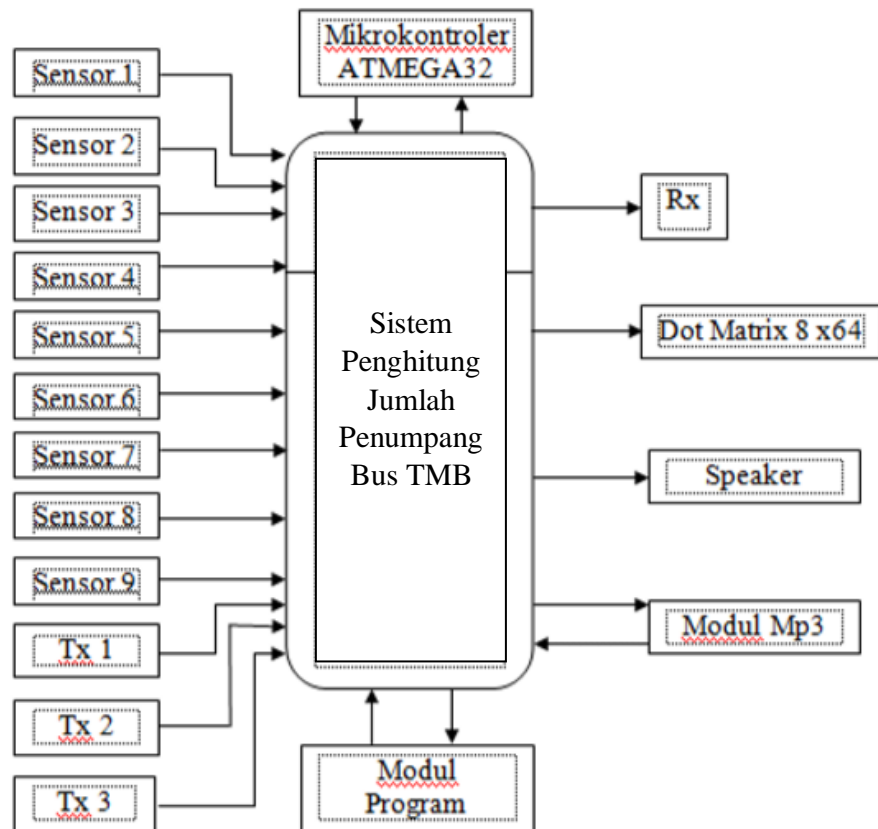 Mikrokontroler
ATMEGA32
Sensor 1
Sensor 2
Sensor 3
Sensor 4
Sensor 5
Sensor 6
Sensor 7
Sensor 8
Sensor 9
Tx 1
Tx 2
Tx 3
Sistem
Penghitung
Jumlah
Penumpang
Bus TMB
Rx
Dot Matrix 8 x64
Speaker
Modul Mp3
Modul
Program